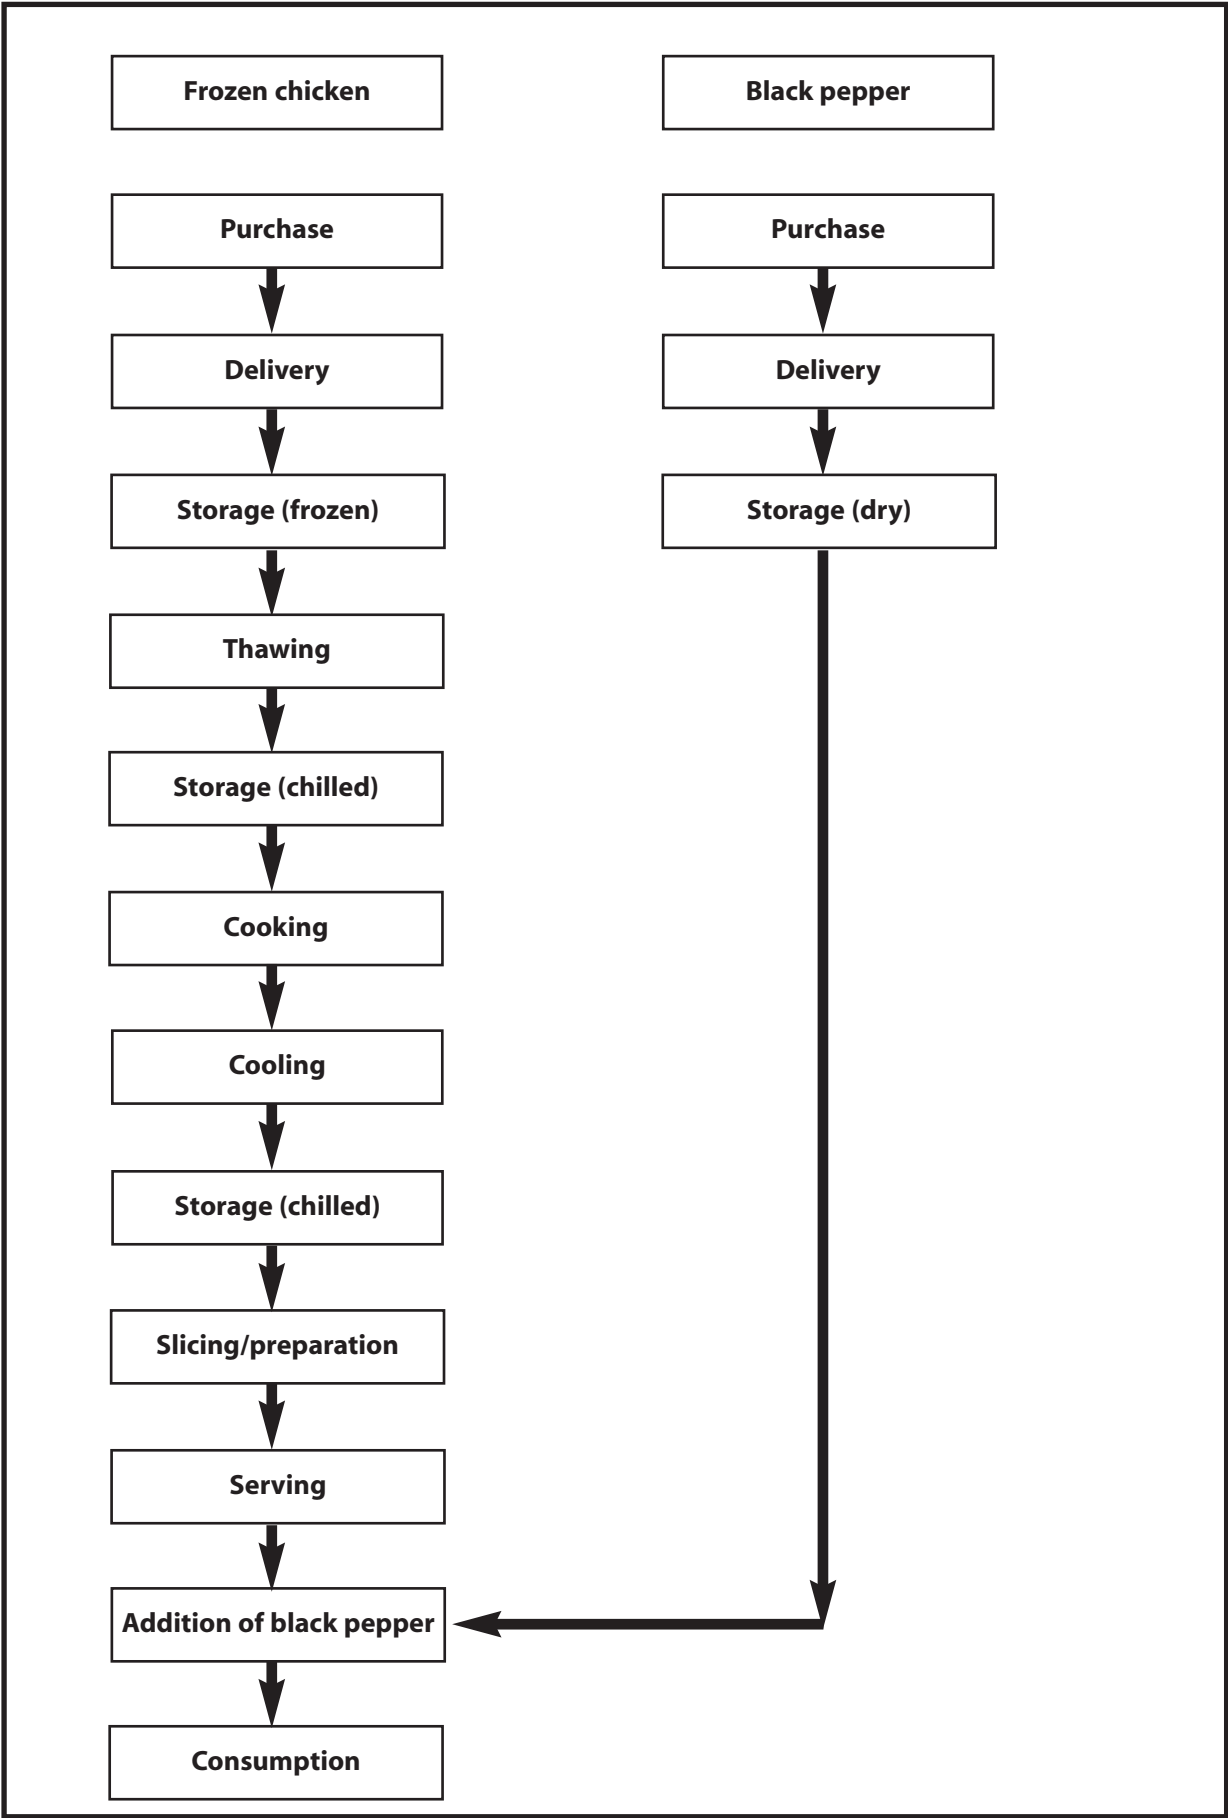 Frozen chicken
Black pepper
Purchase
Purchase
Delivery
Delivery
Storage (frozen)
Storage (dry)
Thawing
Storage (chilled)
Cooking
Cooling
Storage (chilled)
Slicing/preparation
Serving
Addition of black pepper
Consumption